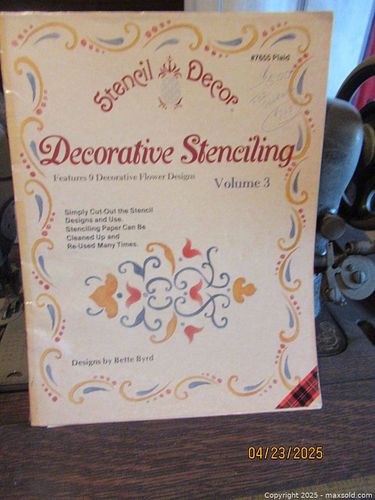 #7655 Plaid
Stencil Decor
Decorative Stenciling
Features 9 Decorative Flower Designs
Volume 3
Simply Cut Out the Stencil
Designs and Use.
Stenciling Paper Can Be
Cleaned Up and
Re-Used Many Times.
Designs by Bette Byrd
04/23/2025
Copyright © 2025 - maxsold.com